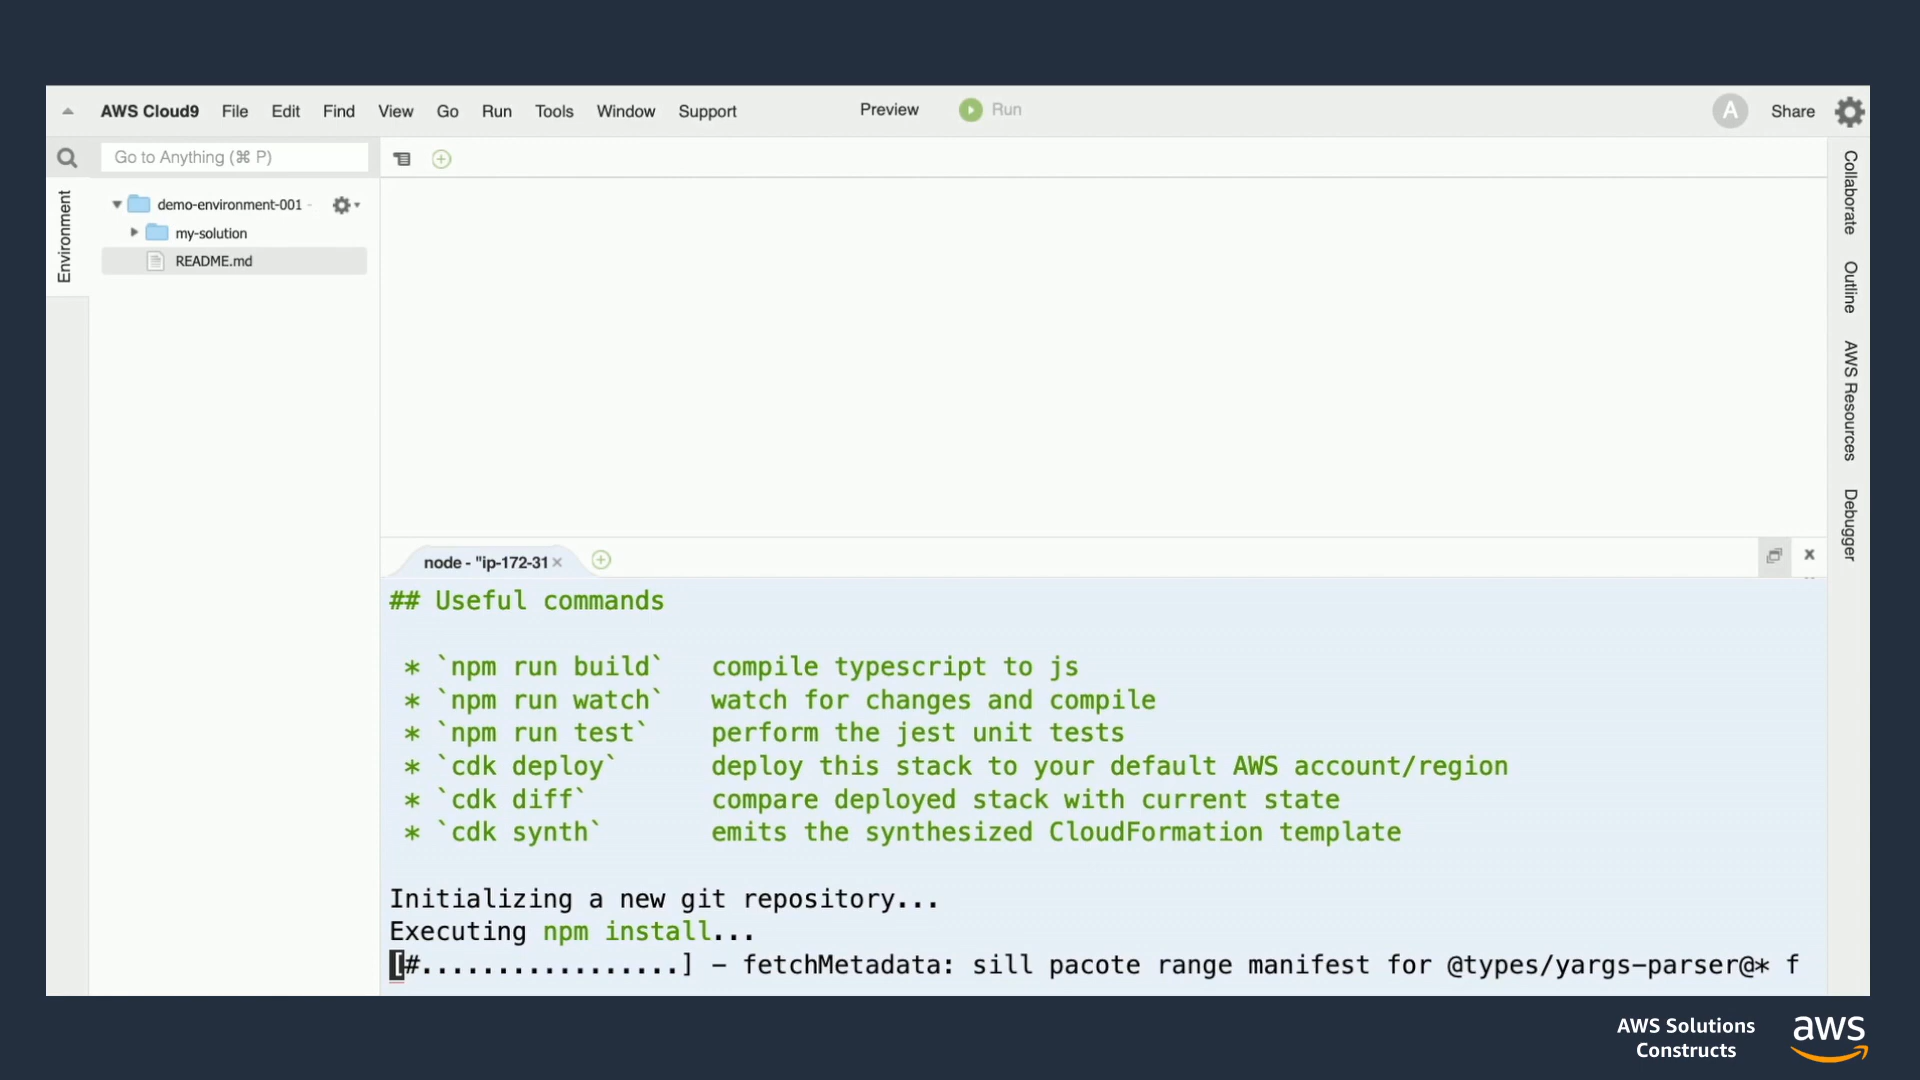 AWS Cloud9 File Edit Find View Go Run Tools Window Support Preview Run A Share
Go to Anything (⌘ P)
Environment
demo-environment-001 -
my-solution
README.md
Collaborate
Outline
AWS Resources
Debugger
node - "ip-172-31
## Useful commands
* `npm run build`   compile typescript to js
* `npm run watch`   watch for changes and compile
* `npm run test`    perform the jest unit tests
* `cdk deploy`      deploy this stack to your default AWS account/region
* `cdk diff`        compare deployed stack with current state
* `cdk synth`       emits the synthesized CloudFormation template
Initializing a new git repository...
Executing npm install...
[#.................] - fetchMetadata: sill pacote range manifest for @types/yargs-parser@* f
AWS Solutions
Constructs
aws